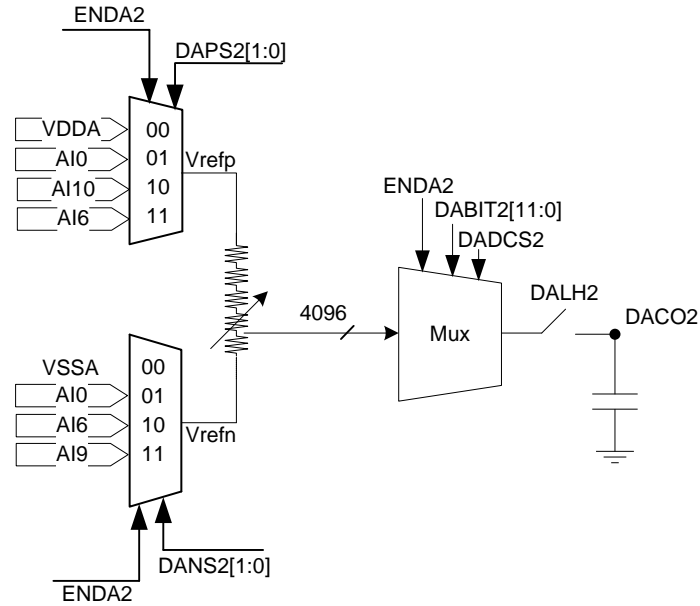 ENDA2
DAPS2[1:0]
VDDA
00
AI0
01
Vrefp
AI10
10
AI6
11
ENDA2
DABIT2[11:0]
DADCS2
4096
Mux
DALH2
DACO2
VSSA
00
AI0
01
AI6
10
Vrefn
AI9
11
DANS2[1:0]
ENDA2